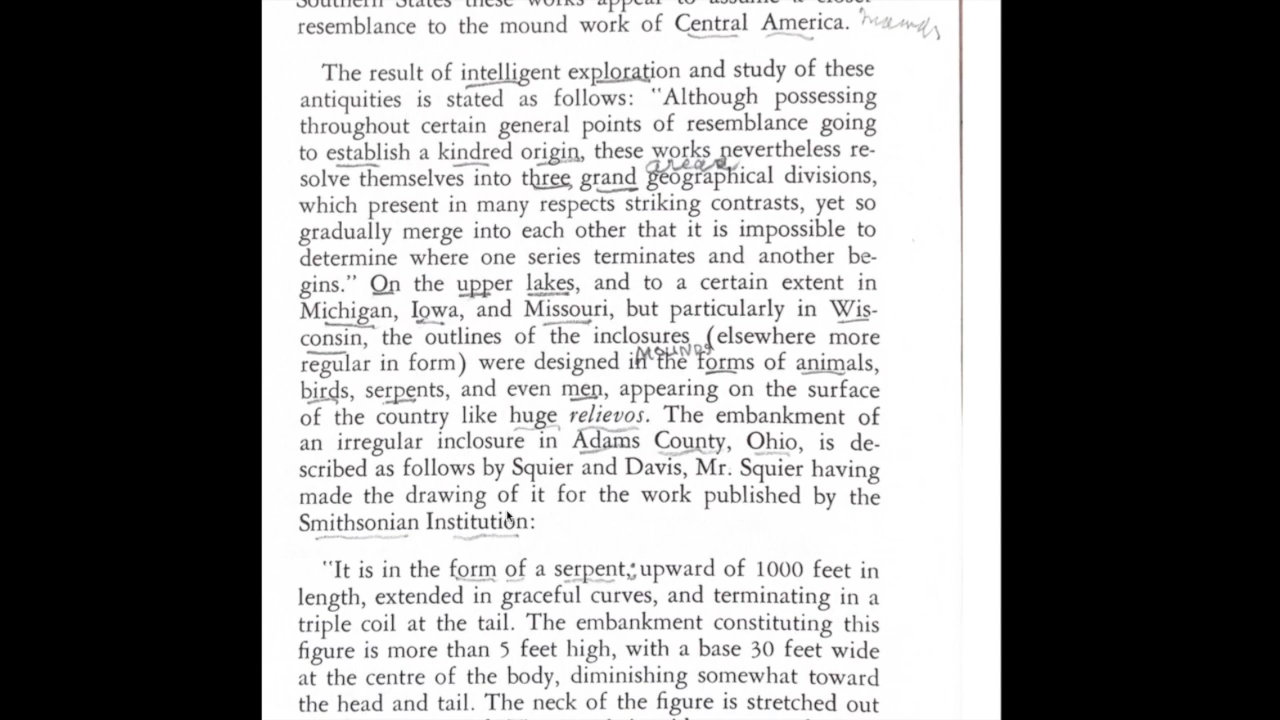 Southern States these works appear to assume a closer
resemblance to the mound work of Central America. mounds
The result of intelligent exploration and study of these
antiquities is stated as follows: "Although possessing
throughout certain general points of resemblance going
to establish a kindred origin, these works nevertheless re-
areas
solve themselves into three grand geographical divisions,
which present in many respects striking contrasts, yet so
gradually merge into each other that it is impossible to
determine where one series terminates and another be-
gins." On the upper lakes, and to a certain extent in
Michigan, Iowa, and Missouri, but particularly in Wis-
consin, the outlines of the inclosures (elsewhere more
MOUNDS
regular in form) were designed in the forms of animals,
birds, serpents, and even men, appearing on the surface
of the country like huge relievos. The embankment of
an irregular inclosure in Adams County, Ohio, is de-
scribed as follows by Squier and Davis, Mr. Squier having
made the drawing of it for the work published by the
Smithsonian Institution:
"It is in the form of a serpent, upward of 1000 feet in
length, extended in graceful curves, and terminating in a
triple coil at the tail. The embankment constituting this
figure is more than 5 feet high, with a base 30 feet wide
at the centre of the body, diminishing somewhat toward
the head and tail. The neck of the figure is stretched out